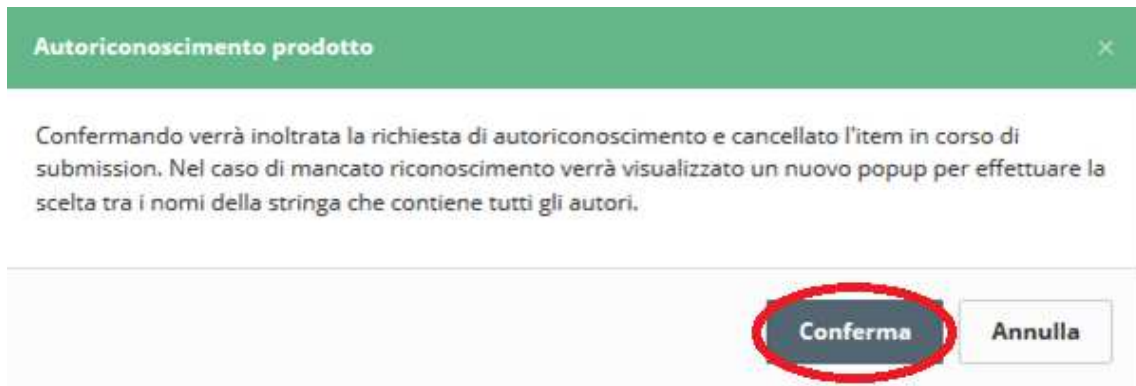 Autoriconoscimento prodotto ×
Confermando verrà inoltrata la richiesta di autoriconoscimento e cancellato l'item in corso di
submission. Nel caso di mancato riconoscimento verrà visualizzato un nuovo popup per effettuare la
scelta tra i nomi della stringa che contiene tutti gli autori.
Conferma Annulla